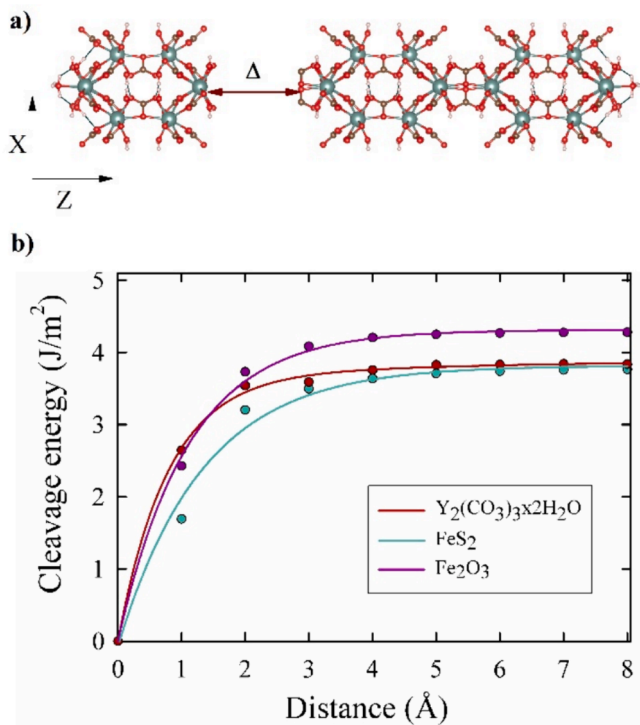 a)
Δ
X
Z
b)
Cleavage energy (J/m²)
5
4
3
2
1
0
Y₂(CO₃)₃x2H₂O
FeS₂
Fe₂O₃
0 1 2 3 4 5 6 7 8
Distance (Å)